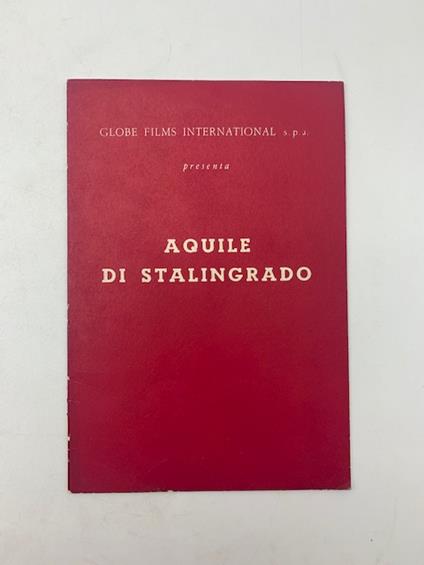 GLOBE FILMS INTERNATIONAL s.p.a.
presenta
AQUILE
DI STALINGRADO